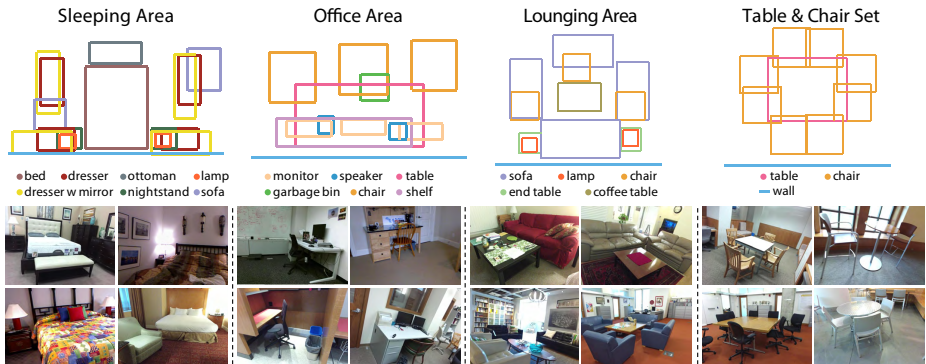 Sleeping Area
Office Area
Lounging Area
Table & Chair Set
bed dresser ottoman lamp
dresser w mirror nightstand sofa
monitor speaker table
garbage bin chair shelf
sofa lamp chair
end table coffee table
table chair
wall